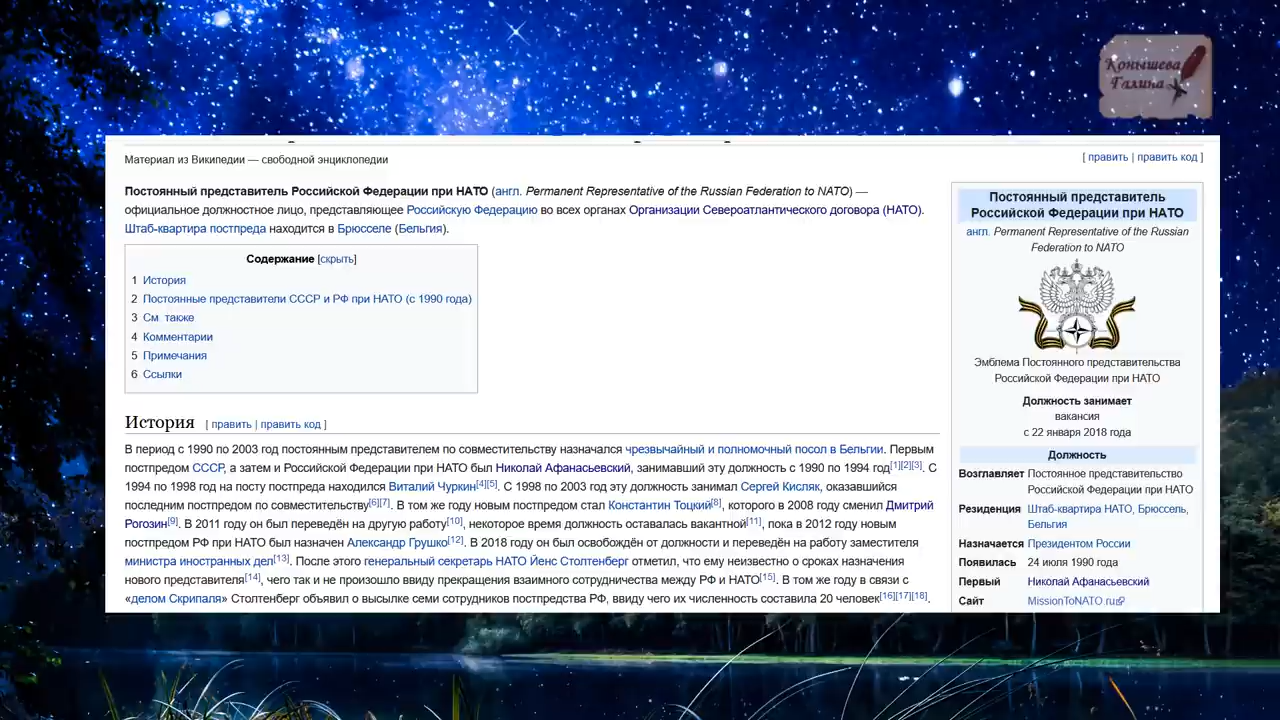 Конышева
Галина
Материал из Википедии — свободной энциклопедии
[ править | править код ]
Постоянный представитель Российской Федерации при НАТО (англ. Permanent Representative of the Russian Federation to NATO) —
официальное должностное лицо, представляющее Российскую Федерацию во всех органах Организации Североатлантического договора (НАТО).
Штаб-квартира постпреда находится в Брюсселе (Бельгия).
Содержание [скрыть]
1 История
2 Постоянные представители СССР и РФ при НАТО (с 1990 года)
3 См. также
4 Комментарии
5 Примечания
6 Ссылки
История [ править | править код ]
В период с 1990 по 2003 год постоянным представителем по совместительству назначался чрезвычайный и полномочный посол в Бельгии. Первым
постпредом СССР, а затем и Российской Федерации при НАТО был Николай Афанасьевский, занимавший эту должность с 1990 по 1994 год[1][2][3]. С
1994 по 1998 год на посту постпреда находился Виталий Чуркин[4][5]. С 1998 по 2003 год эту должность занимал Сергей Кисляк, оказавшийся
последним постпредом по совместительству[6][7]. В том же году новым постпредом стал Константин Тоцкий[8], которого в 2008 году сменил Дмитрий
Рогозин[9]. В 2011 году он был переведён на другую работу[10], некоторое время должность оставалась вакантной[11], пока в 2012 году новым
постпредом РФ при НАТО был назначен Александр Грушко[12]. В 2018 году он был освобождён от должности и переведён на работу заместителя
министра иностранных дел[13]. После этого генеральный секретарь НАТО Йенс Столтенберг отметил, что ему неизвестно о сроках назначения
нового представителя[14], чего так и не произошло ввиду прекращения взаимного сотрудничества между РФ и НАТО[15]. В том же году в связи с
«делом Скрипаля» Столтенберг объявил о высылке семи сотрудников постпредства РФ, ввиду чего их численность составила 20 человек[16][17][18].
Постоянный представитель
Российской Федерации при НАТО
англ. Permanent Representative of the Russian
Federation to NATO
Эмблема Постоянного представительства
Российской Федерации при НАТО
Должность занимает
вакансия
с 22 января 2018 года
Должность
Возглавляет Постоянное представительство
Российской Федерации при НАТО
Резиденция Штаб-квартира НАТО, Брюссель,
Бельгия
Назначается Президентом России
Появилась 24 июля 1990 года
Первый Николай Афанасьевский
Сайт MissionToNATO.ru